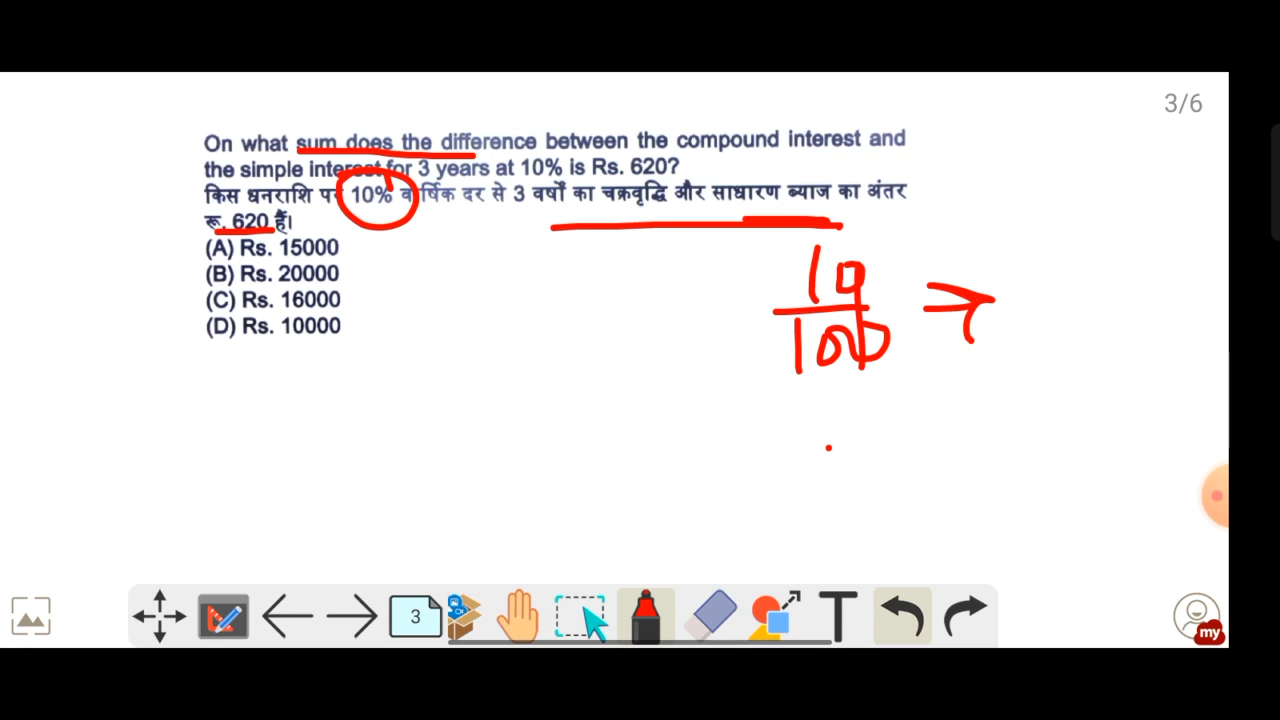 3/6
On what sum does the difference between the compound interest and
the simple interest for 3 years at 10% is Rs. 620?
किस धनराशि पर 10% वार्षिक दर से 3 वर्षों का चक्रवृद्धि और साधारण ब्याज का अंतर
रू. 620 हैं।
(A) Rs. 15000
(B) Rs. 20000
(C) Rs. 16000
(D) Rs. 10000
10
100
3
T
my